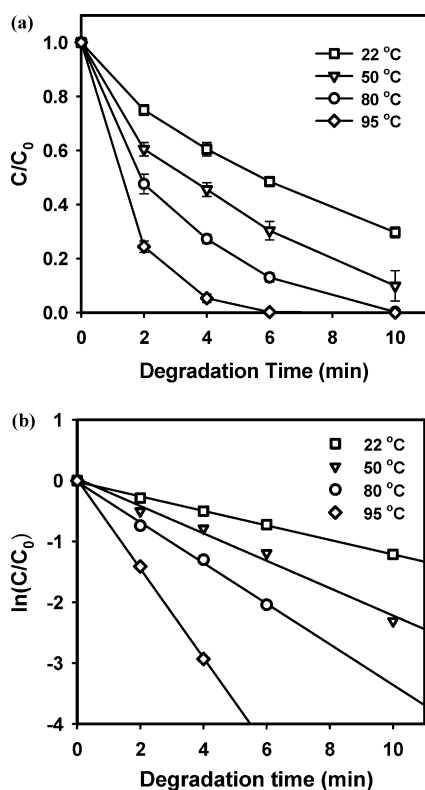 (a)
1.0
0.8
0.6
0.4
0.2
0.0
C/C0
22 °C
50 °C
80 °C
95 °C
0 2 4 6 8 10
Degradation Time (min)
(b)
1
0
-1
-2
-3
-4
ln(C/C0)
22 °C
50 °C
80 °C
95 °C
0 2 4 6 8 10
Degradation time (min)